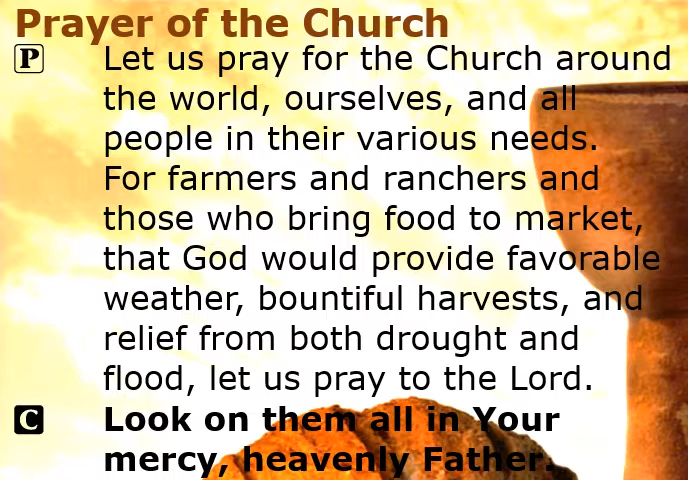 Prayer of the Church
P Let us pray for the Church around
the world, ourselves, and all
people in their various needs.
For farmers and ranchers and
those who bring food to market,
that God would provide favorable
weather, bountiful harvests, and
relief from both drought and
flood, let us pray to the Lord.
C Look on them all in Your
mercy, heavenly Father.